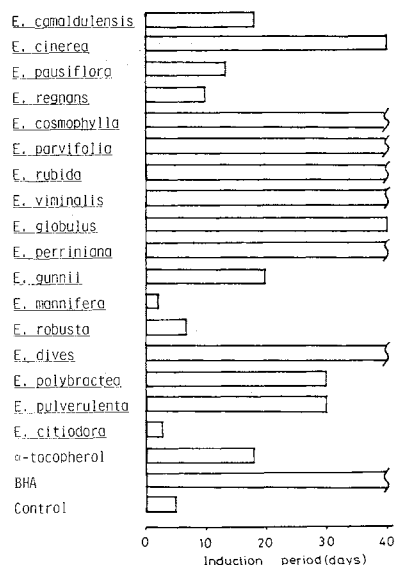 E. camaldulensis
E. cinerea
E. pausiflora
E. regnans
E. cosmophylla
E. parvifolia
E. rubida
E. viminalis
E. globulus
E. perriniana
E. gunnii
E. mannifera
E. robusta
E. dives
E. polybractea
E. pulverulenta
E. citiodora
α-tocopherol
BHA
Control
0 10 20 30 40
Induction period(days)